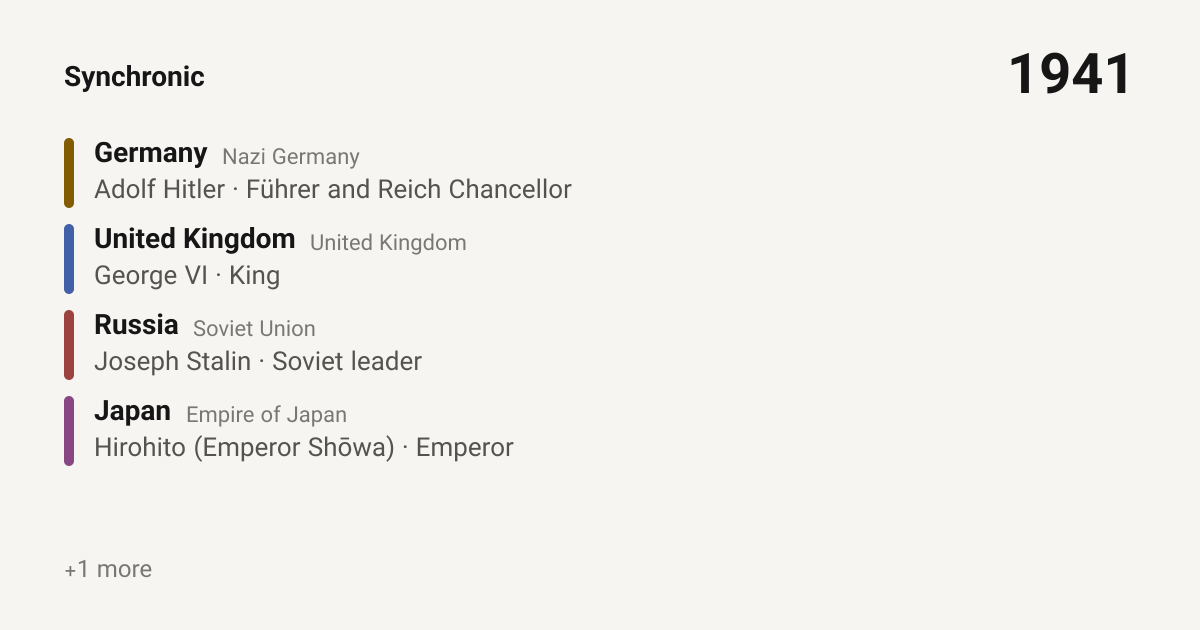 Synchronic
1941
Germany Nazi Germany
Adolf Hitler · Führer and Reich Chancellor
United Kingdom United Kingdom
George VI · King
Russia Soviet Union
Joseph Stalin · Soviet leader
Japan Empire of Japan
Hirohito (Emperor Shōwa) · Emperor
+1 more